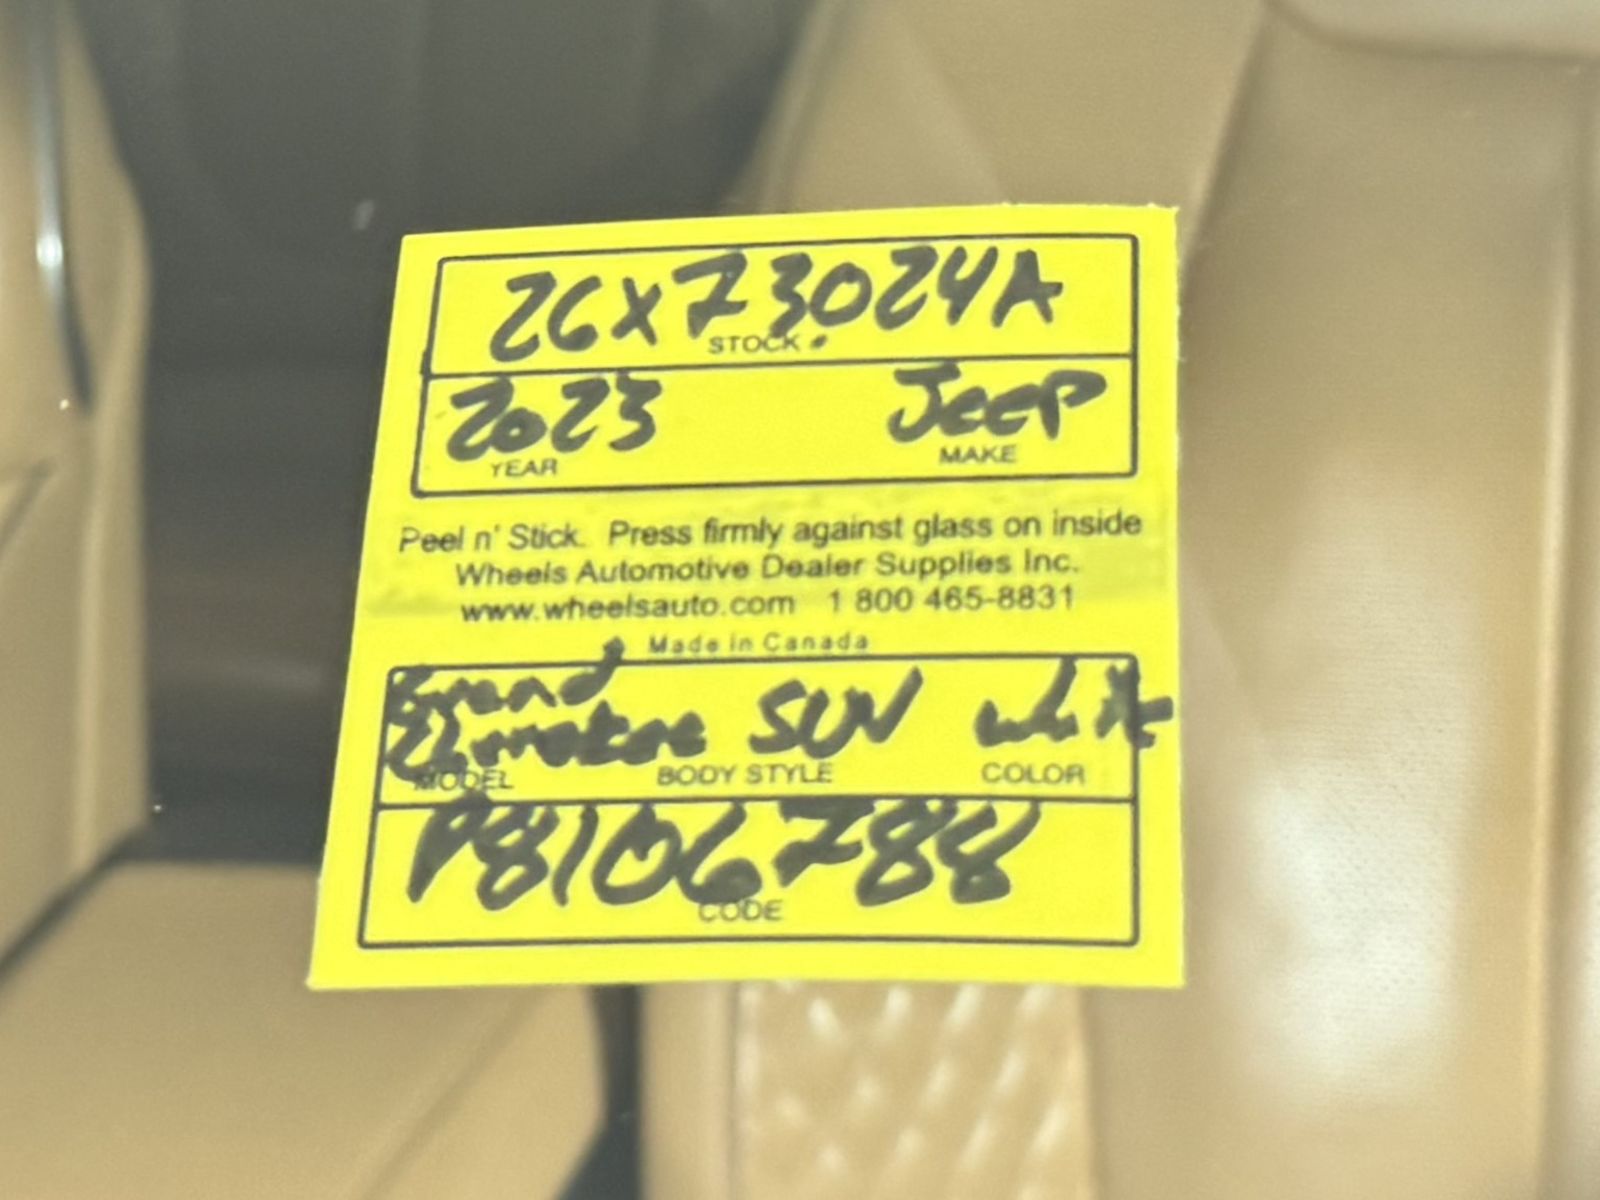 26X73024A
STOCK #
2023 Jeep
YEAR MAKE
Peel n' Stick. Press firmly against glass on inside
Wheels Automotive Dealer Supplies Inc.
www.wheelsauto.com 1 800 465-8831
Made in Canada
Grand
Cherokee SUV white
MODEL BODY STYLE COLOR
P8106788
CODE